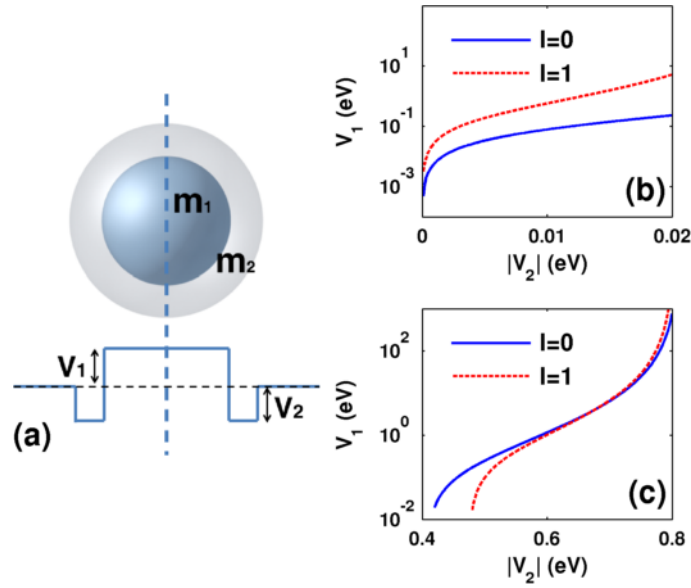 m₁
m₂
V₁
V₂
(a)
l=0
l=1
V₁ (eV)
10¹
10⁻¹
10⁻³
(b)
0
0.01
0.02
|V₂| (eV)
l=0
l=1
V₁ (eV)
10²
10⁰
10⁻²
(c)
0.4
0.6
0.8
|V₂| (eV)